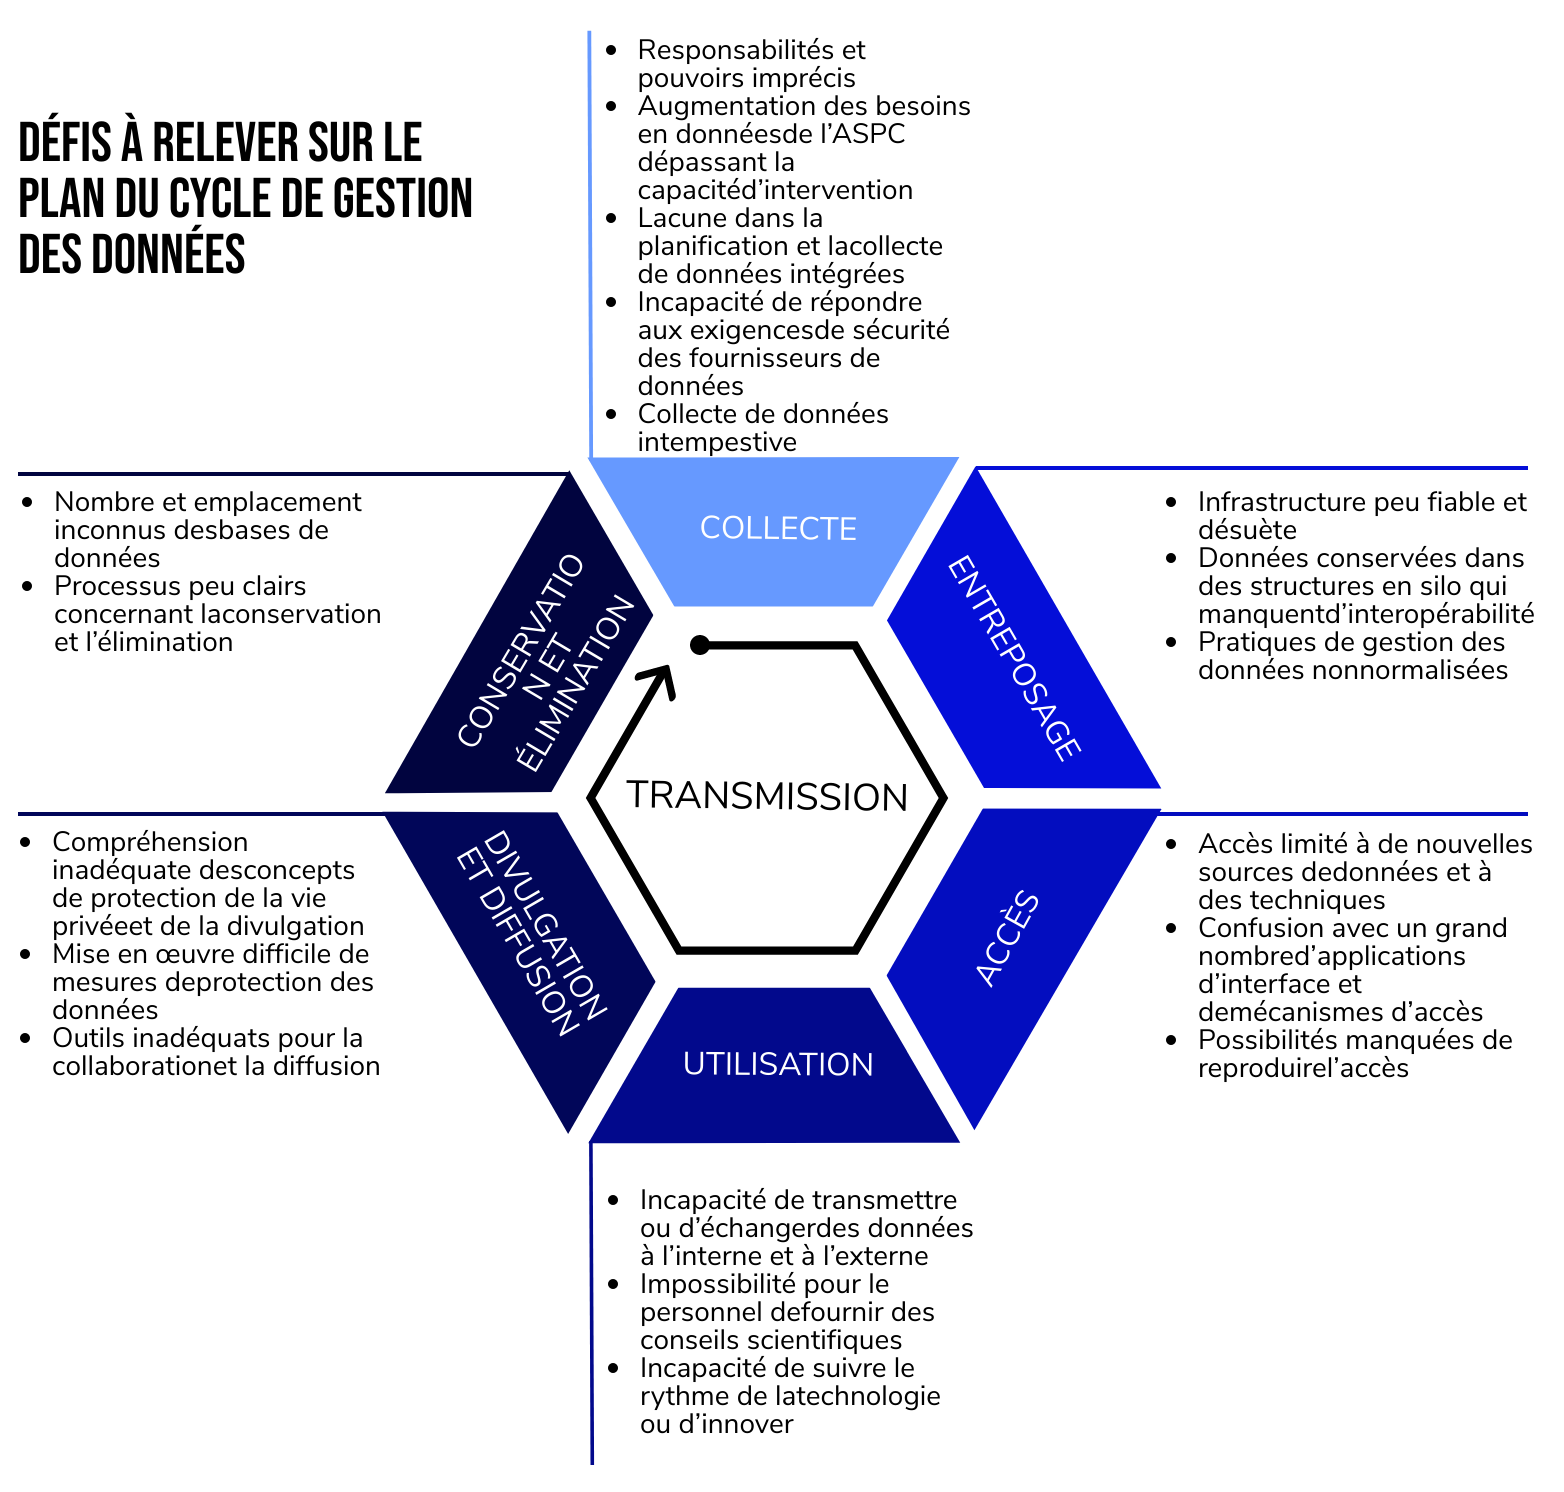 DÉFIS À RELEVER SUR LE
PLAN DU CYCLE DE GESTION
DES DONNÉES
Responsabilités et
pouvoirs imprécis
Augmentation des besoins
en donnéesde l’ASPC
dépassant la
capacitéd’intervention
Lacune dans la
planification et lacollecte
de données intégrées
Incapacité de répondre
aux exigencesde sécurité
des fournisseurs de
données
Collecte de données
intempestive
COLLECTE
Infrastructure peu fiable et
désuète
Données conservées dans
des structures en silo qui
manquentd’interopérabilité
Pratiques de gestion des
données nonnormalisées
ENTREPOSAGE
Accès limité à de nouvelles
sources dedonnées et à
des techniques
Confusion avec un grand
nombred’applications
d’interface et
demécanismes d’accès
Possibilités manquées de
reproduirel’accès
ACCÈS
UTILISATION
Incapacité de transmettre
ou d’échangerdes données
à l’interne et à l’externe
Impossibilité pour le
personnel defournir des
conseils scientifiques
Incapacité de suivre le
rythme de latechnologie
ou d’innover
DIVULGATION
ET DIFFUSION
Compréhension
inadéquate desconcepts
de protection de la vie
privéeet de la divulgation
Mise en œuvre difficile de
mesures deprotection des
données
Outils inadéquats pour la
collaborationet la diffusion
CONSERVATIO
N ET
ÉLIMINATION
Nombre et emplacement
inconnus desbases de
données
Processus peu clairs
concernant laconservation
et l’élimination
TRANSMISSION